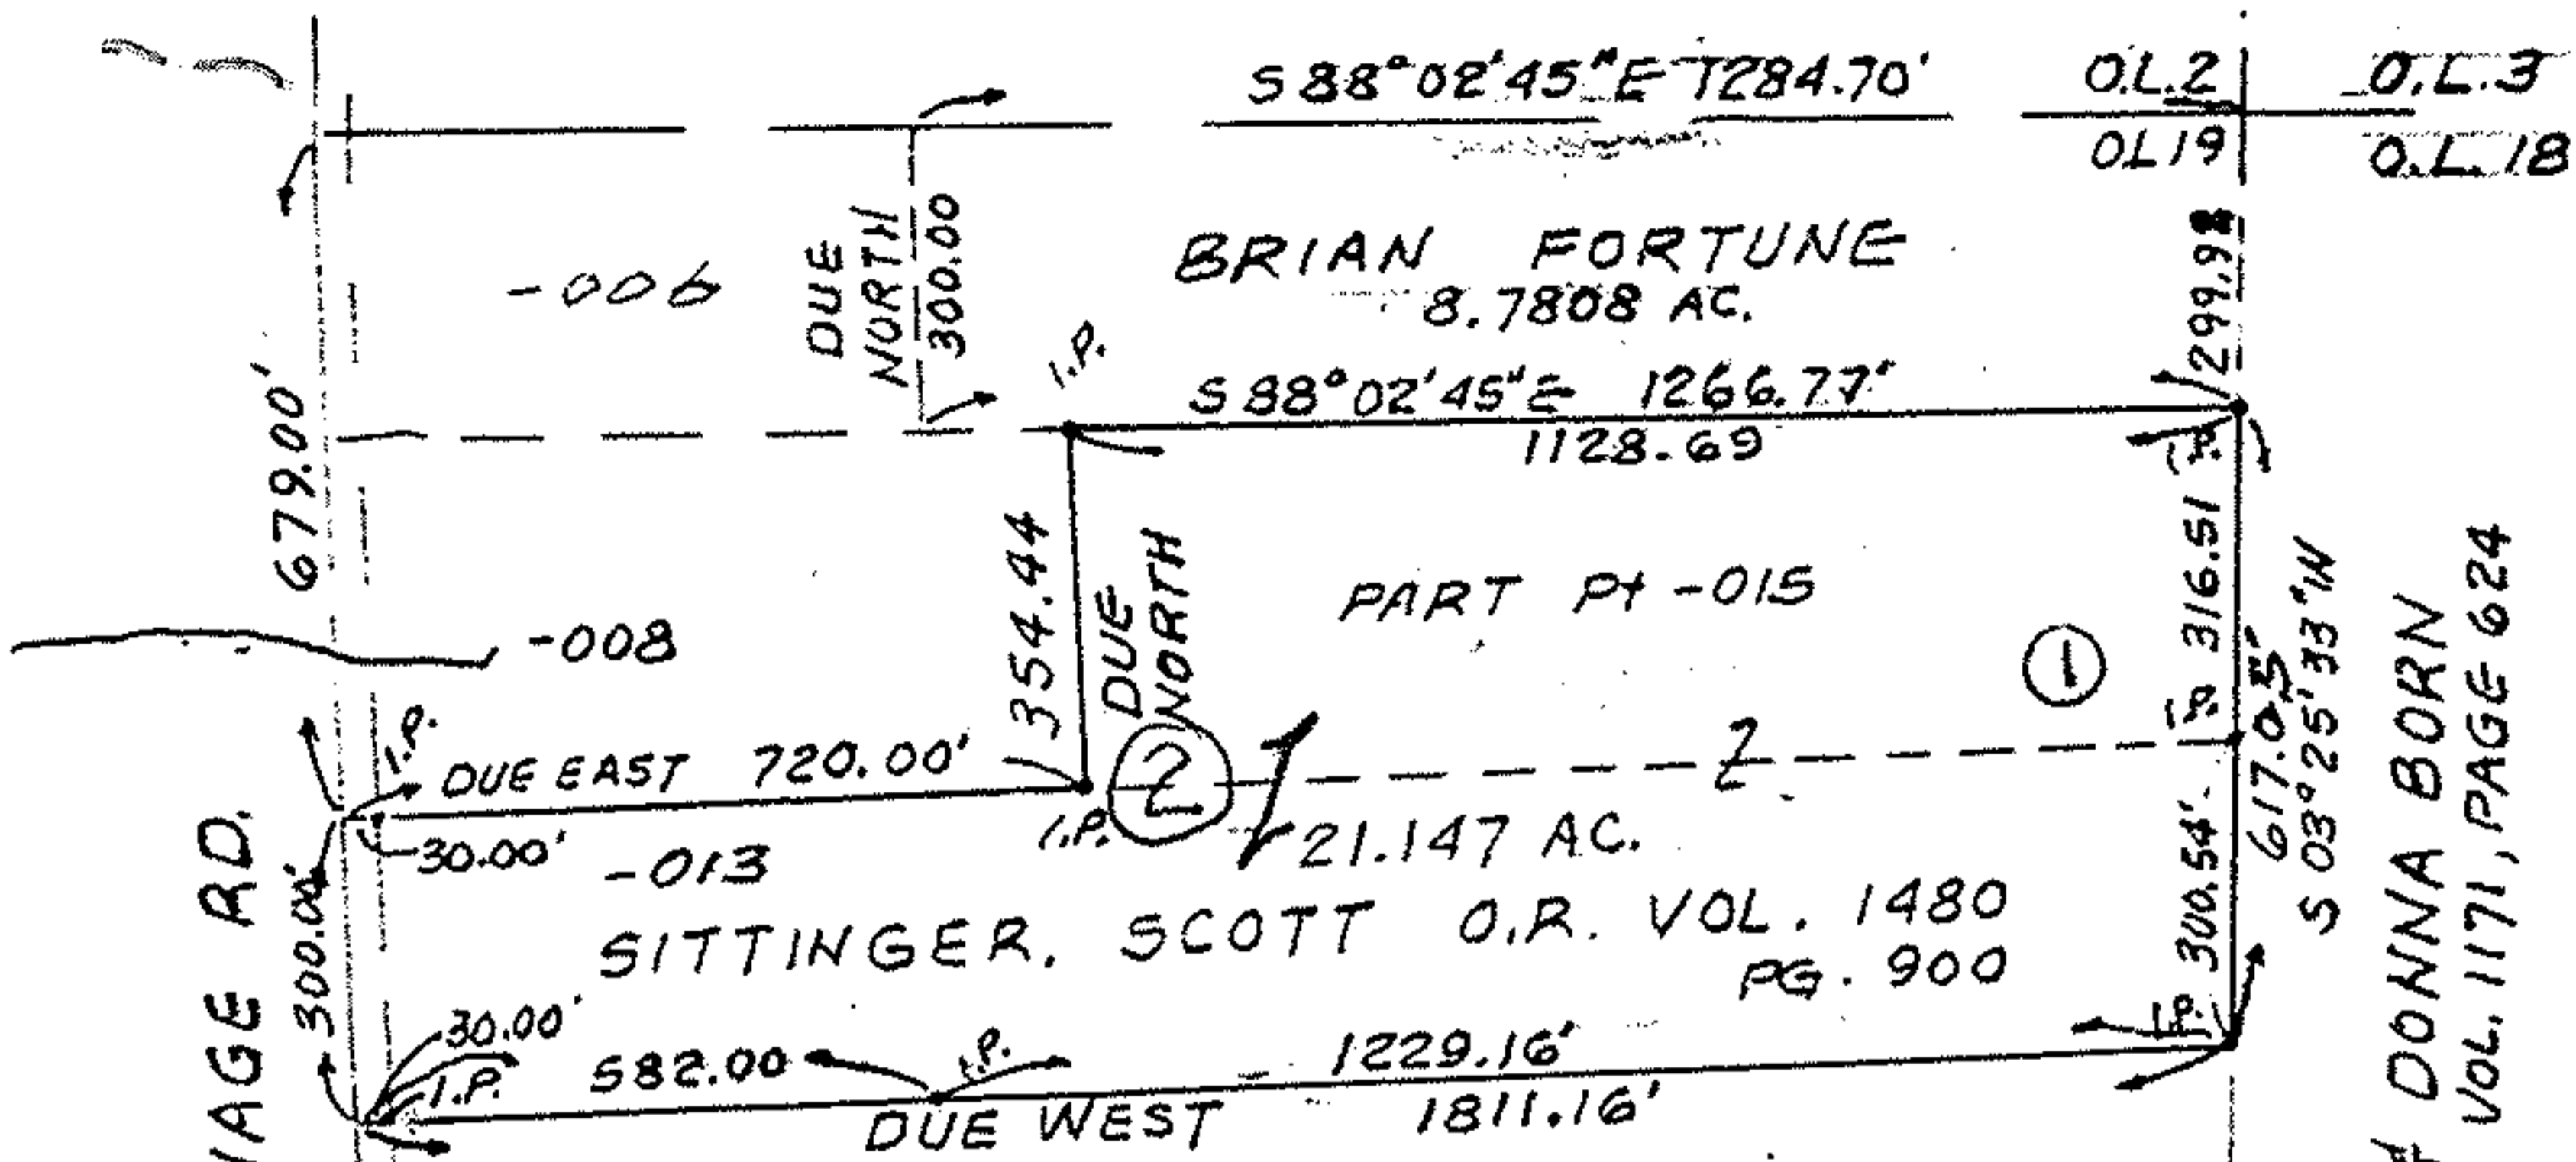 S 88° 02' 45" E 1284.70'
O.L.2
O.L.3
OL19
O.L.18
DUE
NORTH
300.00
-006
BRIAN FORTUNE
8.7808 AC.
299.98
679.00'
I.P.
S 88° 02' 45" E 1266.77'
1128.69
I.P.
354.44
DUE
NORTH
PART Pt -015
316.51
1
-008
I.P.
617.05'
S 03° 25' 33" W
I.P.
DUE EAST 720.00'
I.P.
2
2
30.00'
-013
21.147 AC.
300.54'
300.00'
SITTINGER, SCOTT O.R. VOL. 1480
PG. 900
DONNA BORN
VOL. 1171, PAGE 624
RD.
30.00'
I.P.
582.00
I.P.
1229.16'
I.P.
DUE WEST
1811.16'